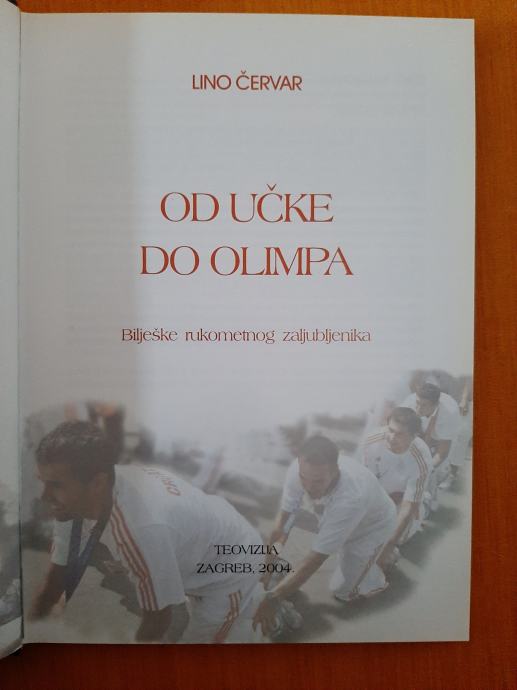 LINO ČERVAR
OD UČKE
DO OLIMPA
Bilješke rukometnog zaljubljenika
TEOVIZIJA
ZAGREB, 2004.